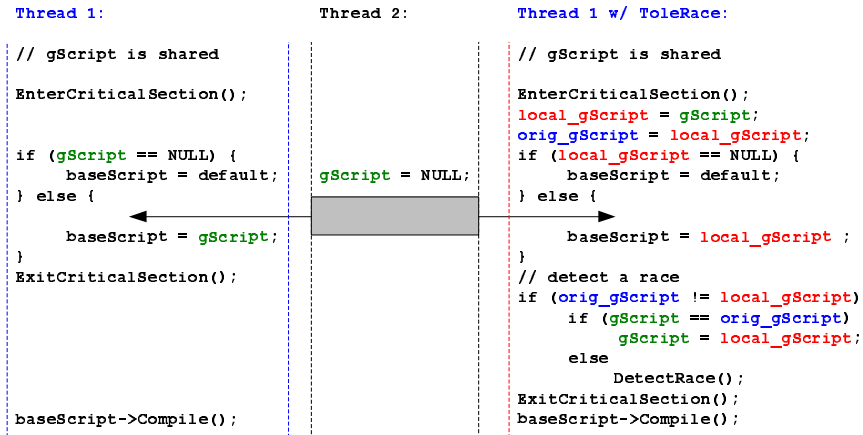 Thread 1:
// gScript is shared
EnterCriticalSection();
if (gScript == NULL) {
baseScript = default;
} else {
baseScript = gScript;
}
ExitCriticalSection();
baseScript->Compile();
Thread 2:
gScript = NULL;
Thread 1 w/ ToleRace:
// gScript is shared
EnterCriticalSection();
local_gScript = gScript;
orig_gScript = local_gScript;
if (local_gScript == NULL) {
baseScript = default;
} else {
baseScript = local_gScript ;
}
// detect a race
if (orig_gScript != local_gScript)
if (gScript == orig_gScript)
gScript = local_gScript;
else
DetectRace();
ExitCriticalSection();
baseScript->Compile();